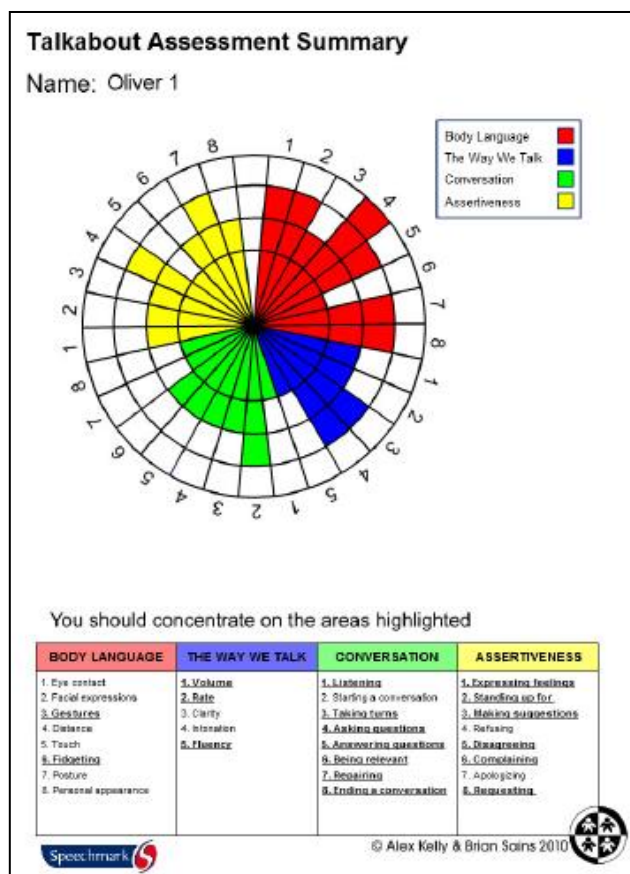 Talkabout Assessment Summary
Name: Oliver 1
Body Language
The Way We Talk
Conversation
Assertiveness
1 2 3 4 5 6 7 8
1 2 3 4 5
1 2 3 4 5 6 7 8
1 2 3 4 5 6 7 8
You should concentrate on the areas highlighted
BODY LANGUAGE
1. Eye contact
2. Facial expressions
3. Gestures
4. Distance
5. Touch
6. Fidgeting
7. Posture
8. Personal appearance
THE WAY WE TALK
1. Volume
2. Rate
3. Clarity
4. Intonation
5. Fluency
CONVERSATION
1. Listening
2. Starting a conversation
3. Taking turns
4. Asking questions
5. Answering questions
6. Being relevant
7. Repairing
8. Ending a conversation
ASSERTIVENESS
1. Expressing feelings
2. Standing up for
3. Making suggestions
4. Refusing
5. Disagreeing
6. Complaining
7. Apologizing
8. Requesting
Speechmark
© Alex Kelly & Brian Sains 2010